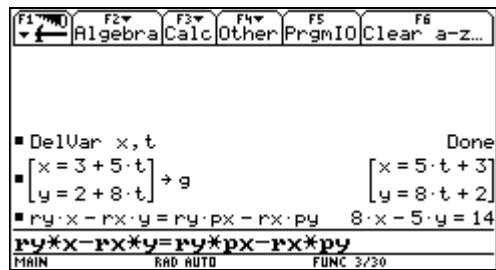 F1▼ F2▼ F3▼ F4▼ F5 F6
Algebra Calc Other PrgmIO Clear a-z…
▪DelVar x,t Done
▪[x = 3 + 5·t
y = 2 + 8·t] → g [x = 5·t + 3
y = 8·t + 2]
▪ry·x − rx·y = ry·px − rx·py 8·x − 5·y = 14
ry*x-rx*y=ry*px-rx*py
MAIN RAD AUTO FUNC 3/30